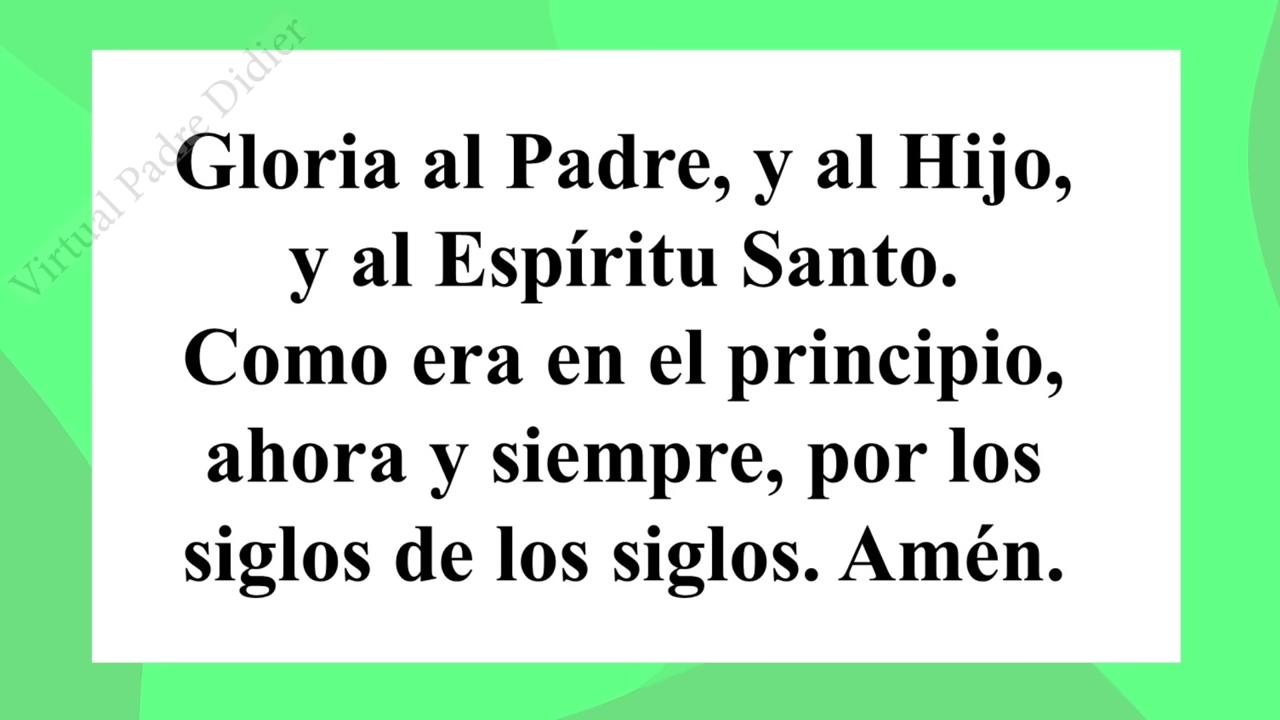 Virtual Padre Didier
Gloria al Padre, y al Hijo,
y al Espíritu Santo.
Como era en el principio,
ahora y siempre, por los
siglos de los siglos. Amén.